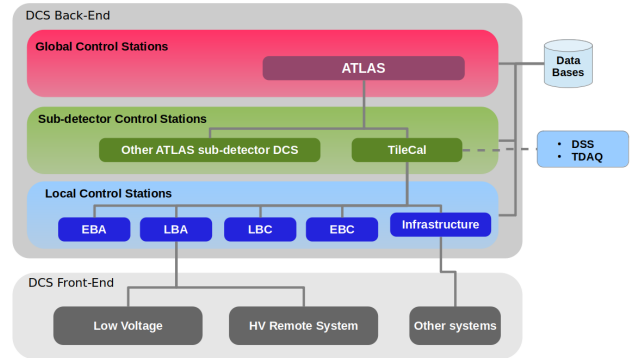 DCS Back-End
Global Control Stations
ATLAS
Data
Bases
Sub-detector Control Stations
Other ATLAS sub-detector DCS
TileCal
• DSS
• TDAQ
Local Control Stations
EBA
LBA
LBC
EBC
Infrastructure
DCS Front-End
Low Voltage
HV Remote System
Other systems